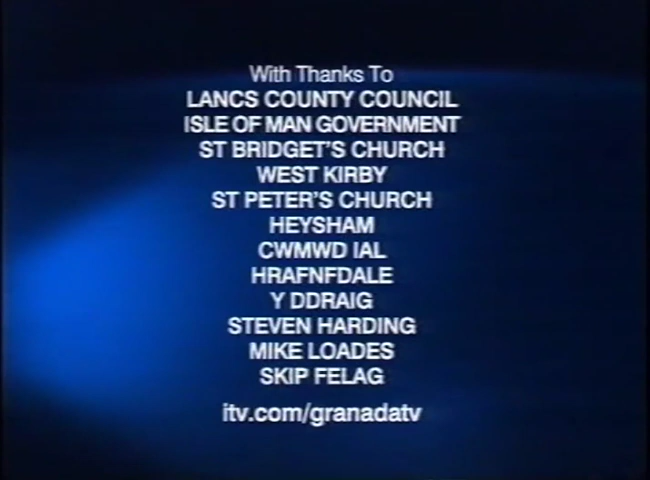 With Thanks To
LANCS COUNTY COUNCIL
ISLE OF MAN GOVERNMENT
ST BRIDGET'S CHURCH
WEST KIRBY
ST PETER'S CHURCH
HEYSHAM
CWMWD IAL
HRAFNFDALE
Y DDRAIG
STEVEN HARDING
MIKE LOADES
SKIP FELAG
itv.com/granadatv